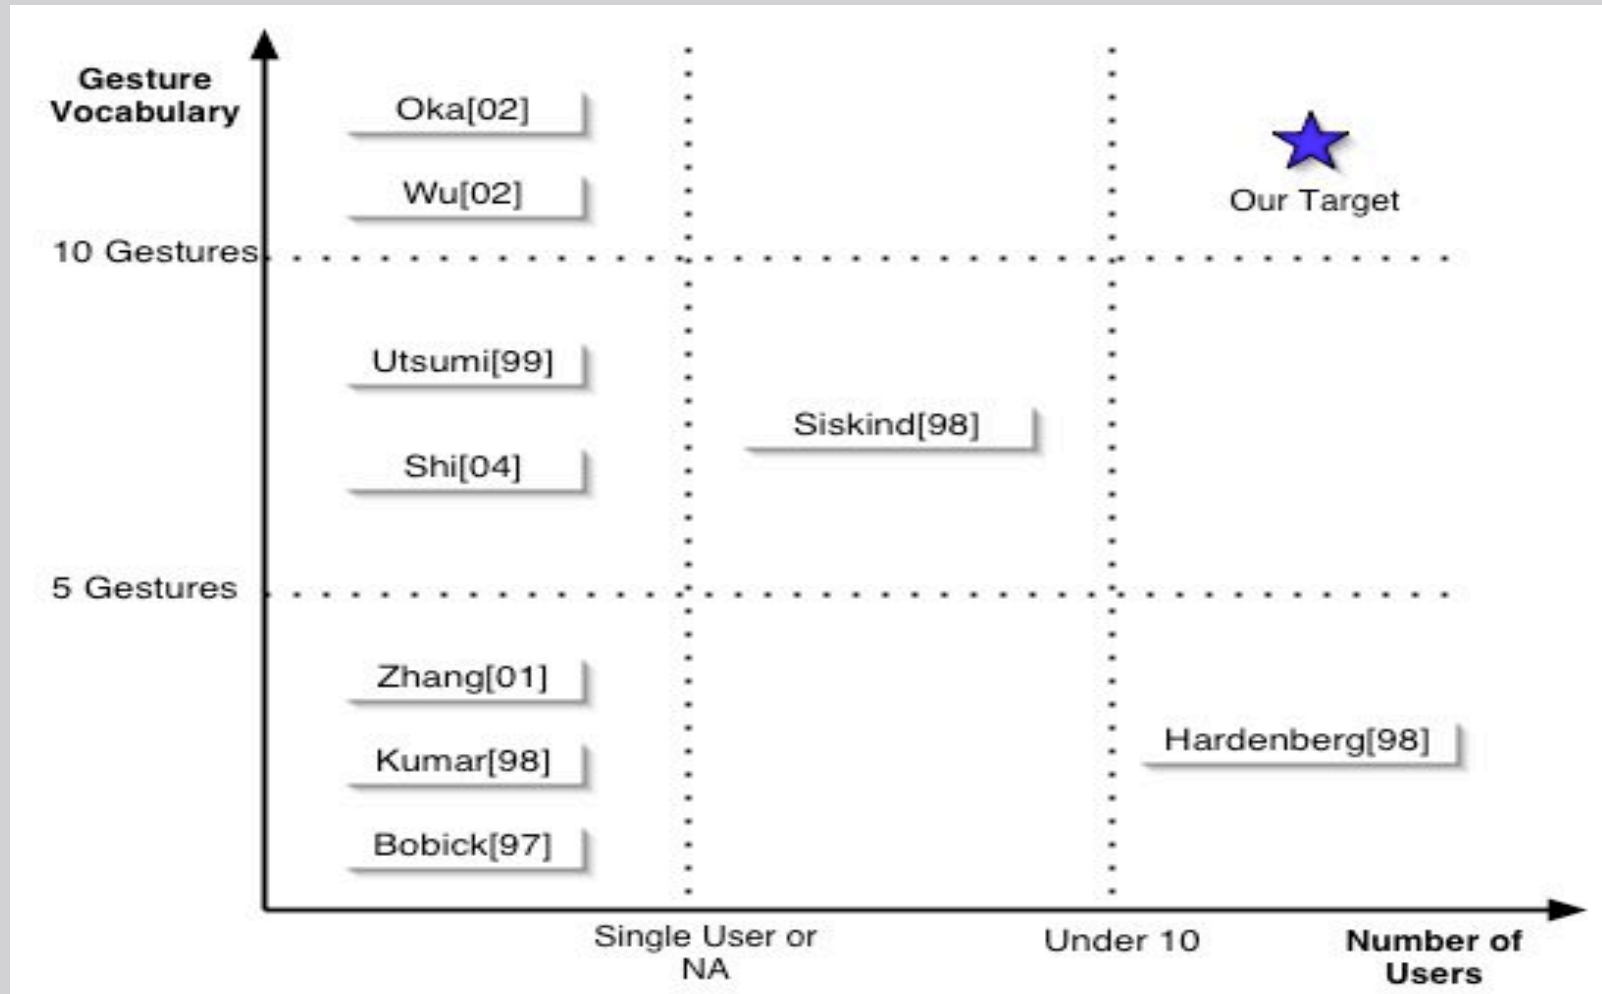 Gesture
Vocabulary
Oka[02]
Our Target
Wu[02]
10 Gestures
Utsumi[99]
Siskind[98]
Shi[04]
5 Gestures
Zhang[01]
Hardenberg[98]
Kumar[98]
Bobick[97]
Single User or
NA
Under 10
Number of
Users